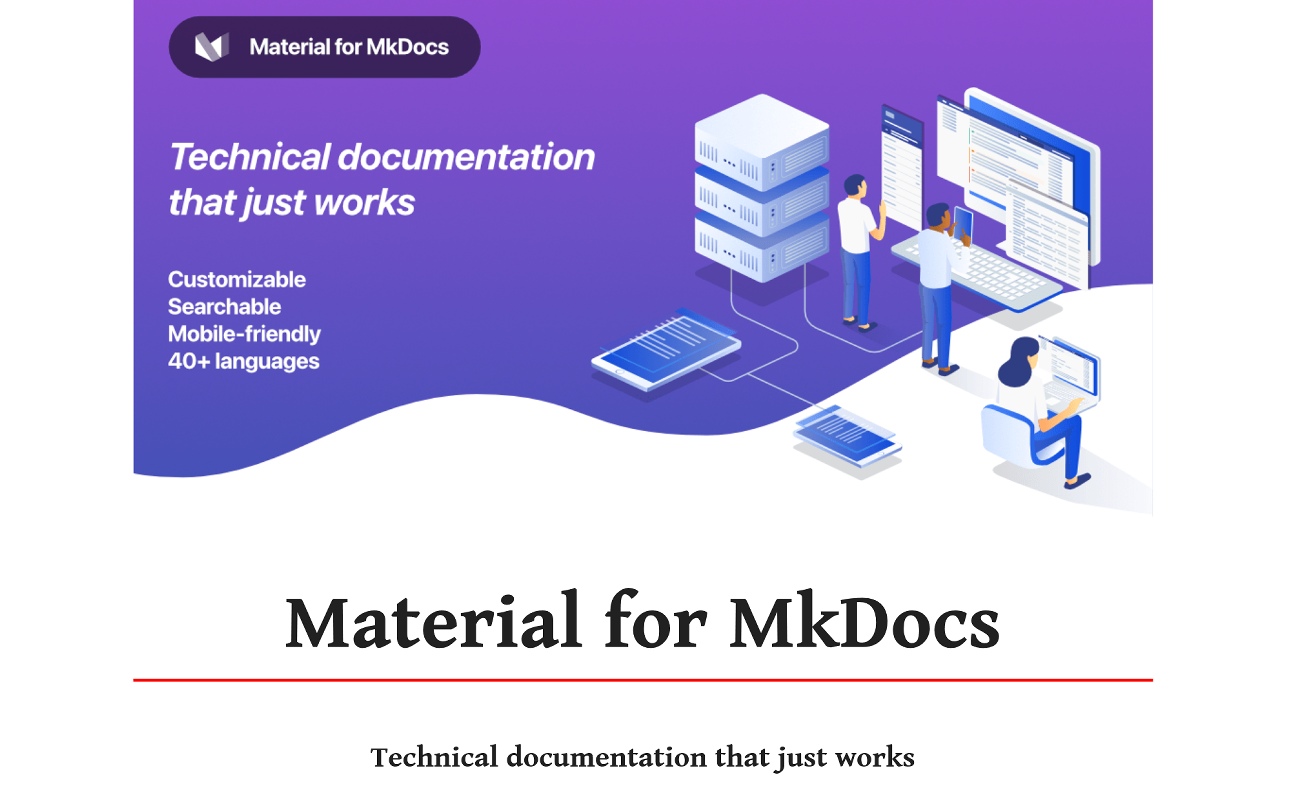 Material for MkDocs
Technical documentation
that just works
Customizable
Searchable
Mobile-friendly
40+ languages
Material for MkDocs
Technical documentation that just works